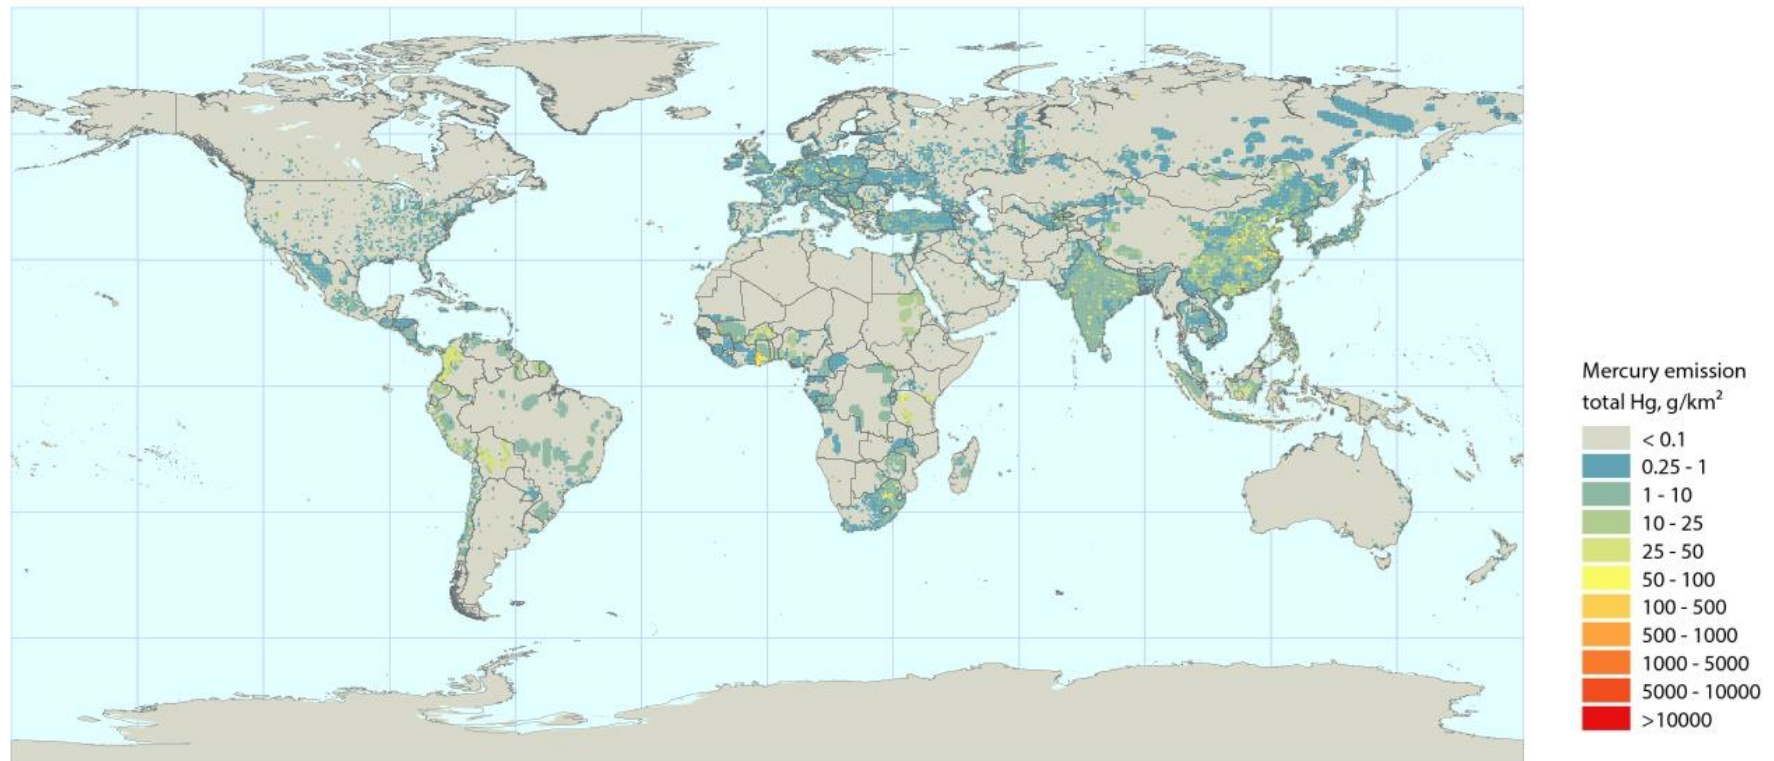 Mercury emission
total Hg, g/km²
< 0.1
0.25 - 1
1 - 10
10 - 25
25 - 50
50 - 100
100 - 500
500 - 1000
1000 - 5000
5000 - 10000
>10000